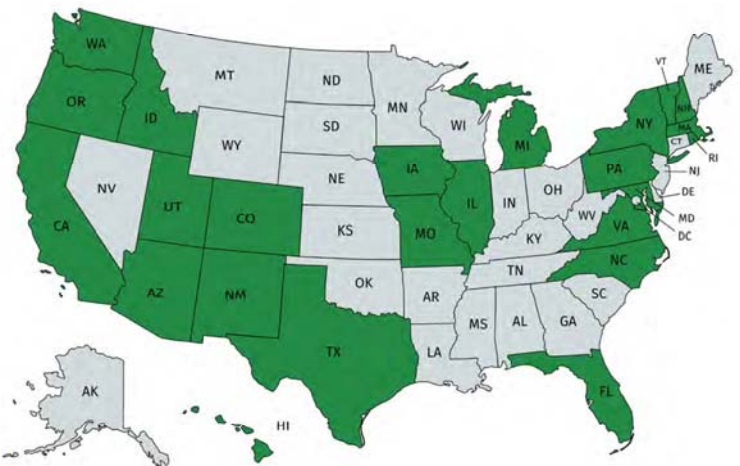 WA
MT
ND
MN
VT
ME
OR
ID
WY
SD
WI
MI
NY
NH
MA
CT
RI
NV
UT
CO
NE
IA
IL
IN
OH
PA
NJ
DE
MD
DC
CA
KS
MO
KY
WV
VA
AZ
NM
OK
AR
TN
NC
SC
TX
LA
MS
AL
GA
FL
AK
HI